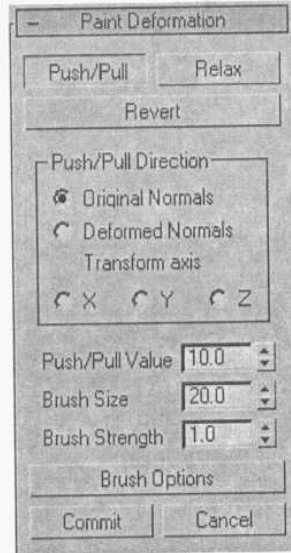 - Paint Deformation
Push/Pull Relax
Revert
Push/Pull Direction
Original Normals
Deformed Normals
Transform axis
X Y Z
Push/Pull Value 10.0
Brush Size 20.0
Brush Strength 1.0
Brush Options
Commit Cancel